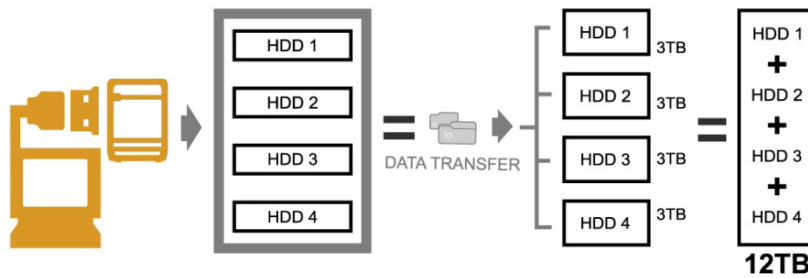 HDD 1
HDD 2
HDD 3
HDD 4
DATA TRANSFER
HDD 1
3TB
HDD 2
3TB
HDD 3
3TB
HDD 4
3TB
HDD 1
+
HDD 2
+
HDD 3
+
HDD 4
12TB